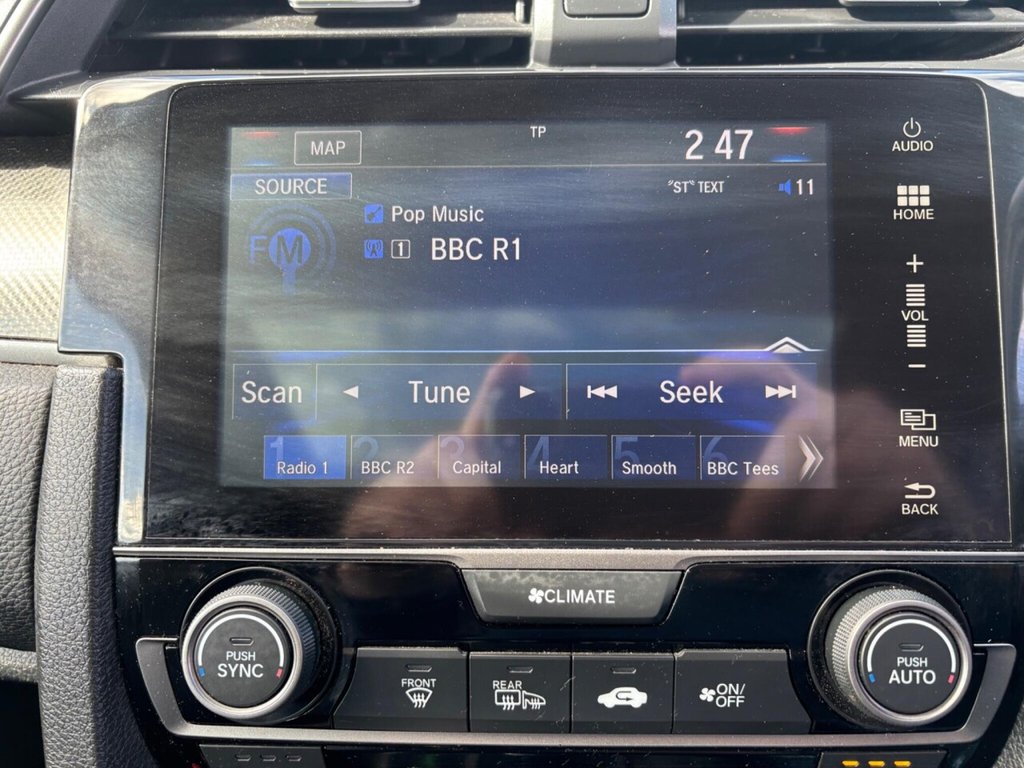 MAP TP 2 47
AUDIO
SOURCE "ST" TEXT 11
HOME
FM Pop Music
1 BBC R1
+
VOL
−
Scan Tune Seek
MENU
1 2 3 4 5 6
Radio 1 BBC R2 Capital Heart Smooth BBC Tees
BACK
CLIMATE
PUSH
SYNC
FRONT
REAR
ON/
OFF
PUSH
AUTO